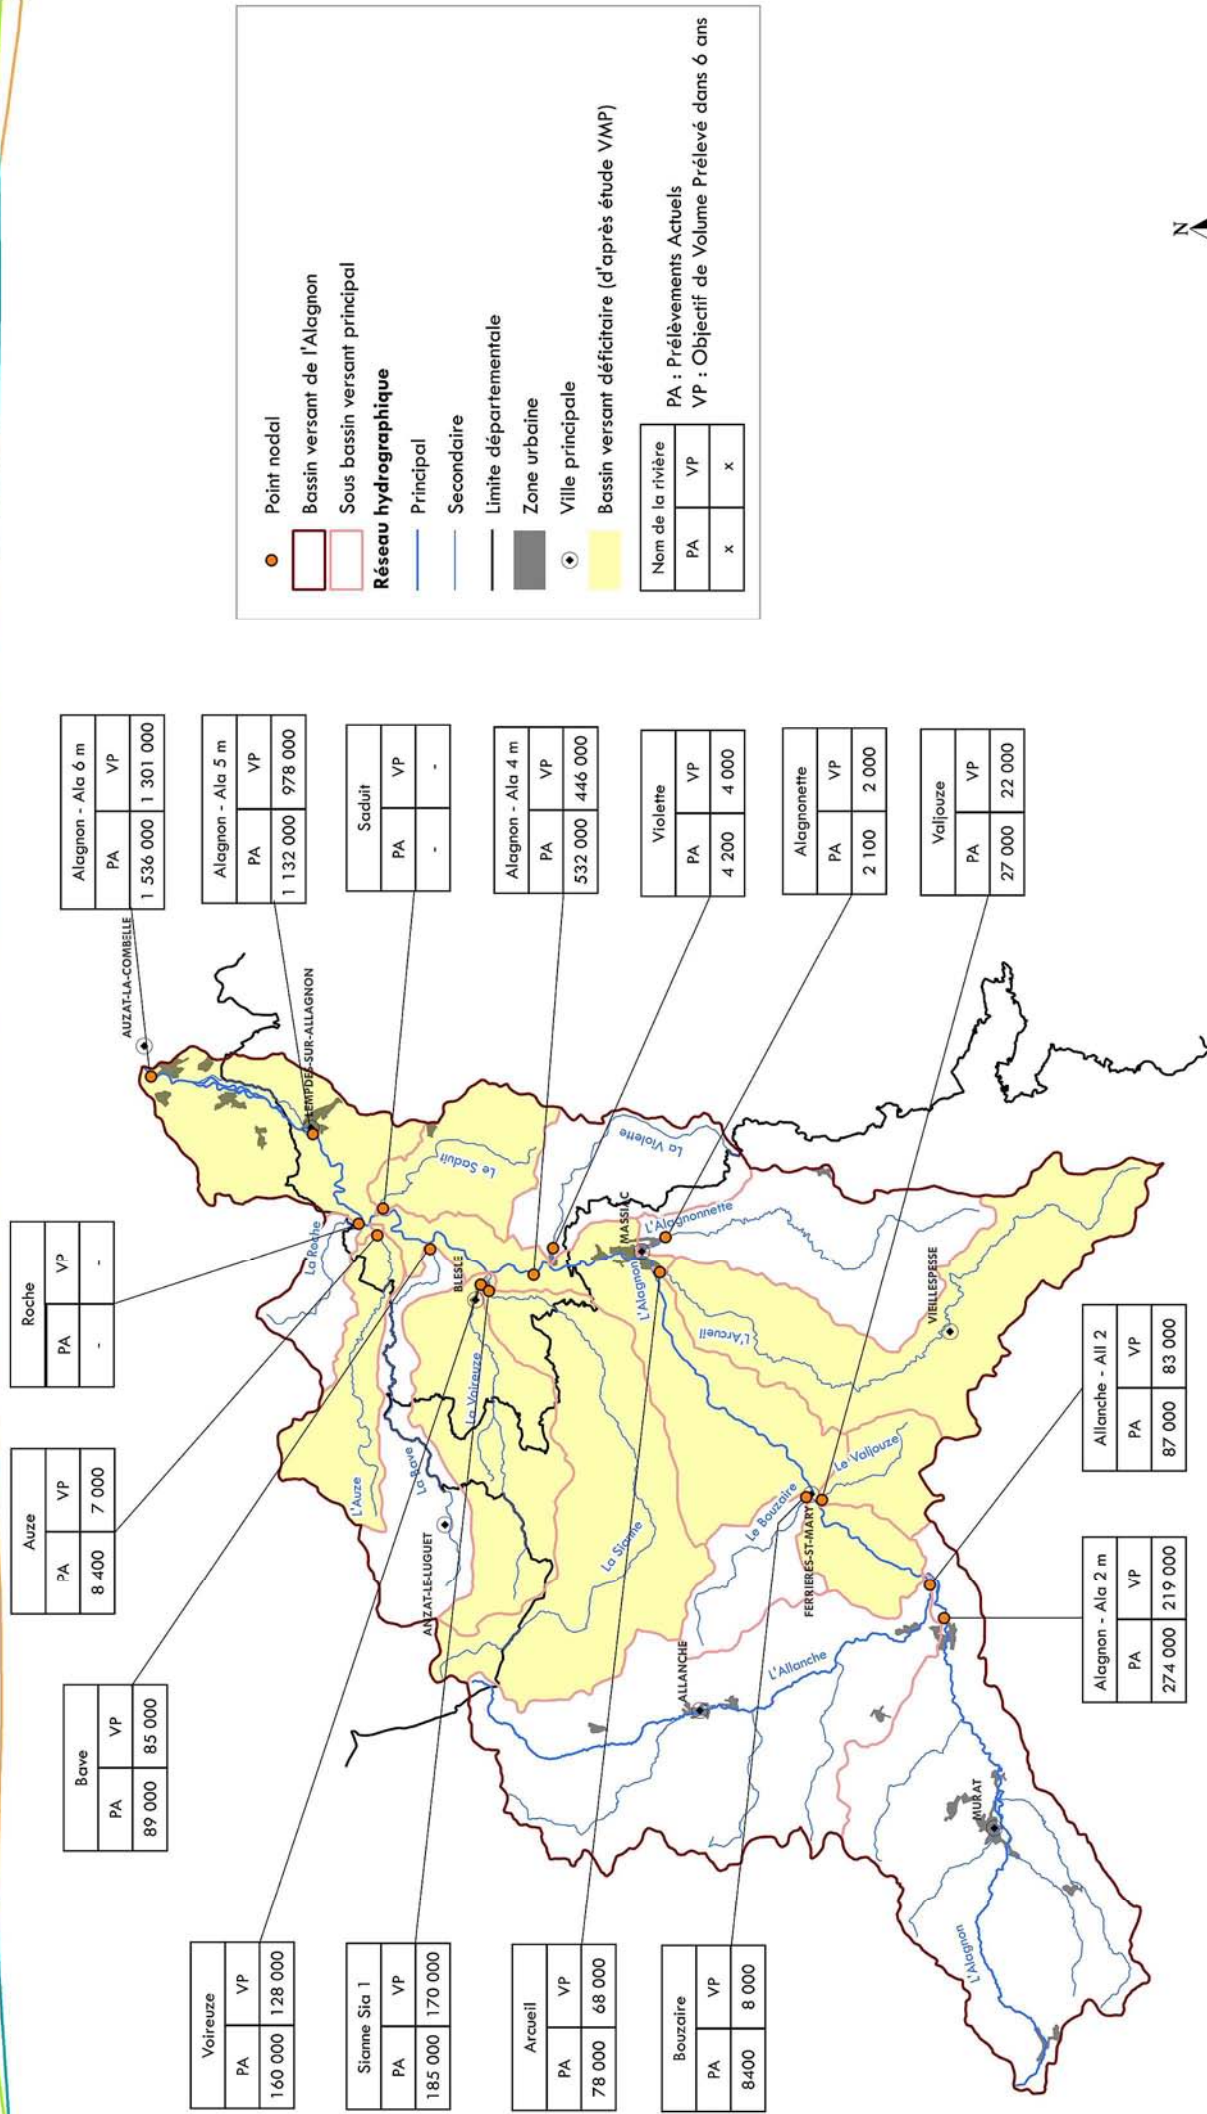 Voireuze
PA VP
160 000 128 000
Sianne Sia 1
PA VP
185 000 170 000
Arcueil
PA VP
78 000 68 000
Bouzaire
PA VP
8400 8 000
Bave
PA VP
89 000 85 000
Auze
PA VP
8 400 7 000
Roche
PA VP
- -
Alagnon - Ala 6 m
PA VP
1 536 000 1 301 000
Alagnon - Ala 5 m
PA VP
1 132 000 978 000
Saduit
PA VP
- -
Alagnon - Ala 4 m
PA VP
532 000 446 000
Violette
PA VP
4 200 4 000
Alagnonette
PA VP
2 100 2 000
Valjouze
PA VP
27 000 22 000
Alagnon - Ala 2 m
PA VP
274 000 219 000
Allanche - All 2
PA VP
87 000 83 000
AUZAT-LA-COMBELLE
LEMPDES-SUR-ALLAGNON
La Roche
Le Saduit
L'Auze
La Bave
ANZAT-LE-LUGUET
BLESLE
La Voireuze
La Violette
La Sianne
MASSIAC
L'Alagnon
L'Alagnonnette
L'Arcueil
ALLANCHE
L'Allanche
Le Bouzaire
FERRIERES-ST-MARY
Le Valjouze
VIEILLESPESSE
MURAT
L'Alagnon
Point nodal
Bassin versant de l'Alagnon
Sous bassin versant principal
Réseau hydrographique
Principal
Secondaire
Limite départementale
Zone urbaine
Ville principale
Bassin versant déficitaire (d'après étude VMP)
Nom de la rivière
PA VP
x x
PA : Prélèvements Actuels
VP : Objectif de Volume Prélevé dans 6 ans
N